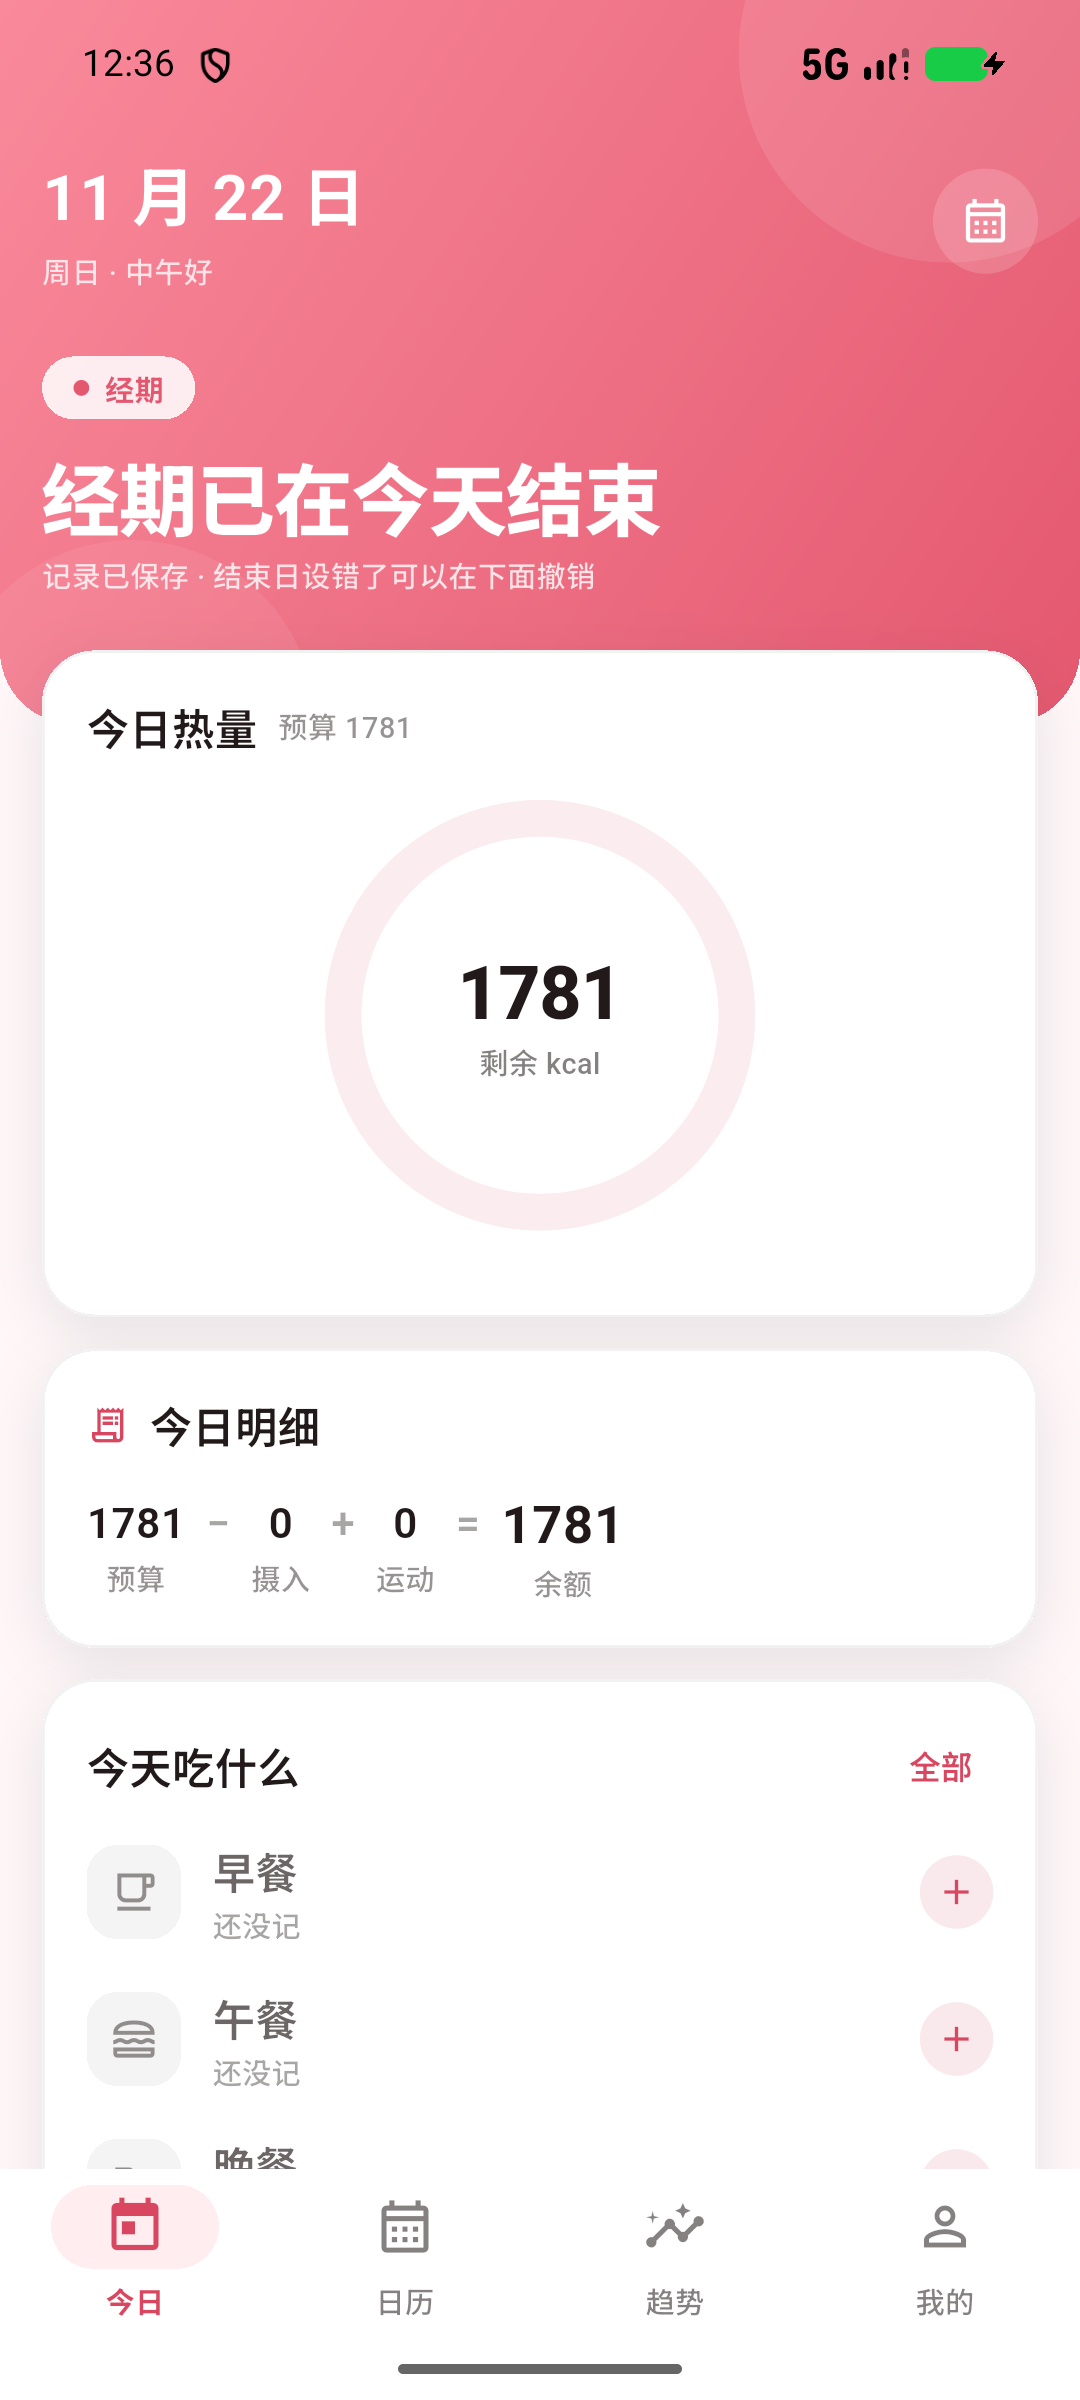 12:36
5G
11 月 22 日
周日 · 中午好
经期
经期已在今天结束
记录已保存 · 结束日设错了可以在下面撤销
今日热量 预算 1781
1781
剩余 kcal
今日明细
1781 − 0 + 0 = 1781
预算 摄入 运动 余额
今天吃什么 全部
早餐
还没记
午餐
还没记
晚餐
今日 日历 趋势 我的